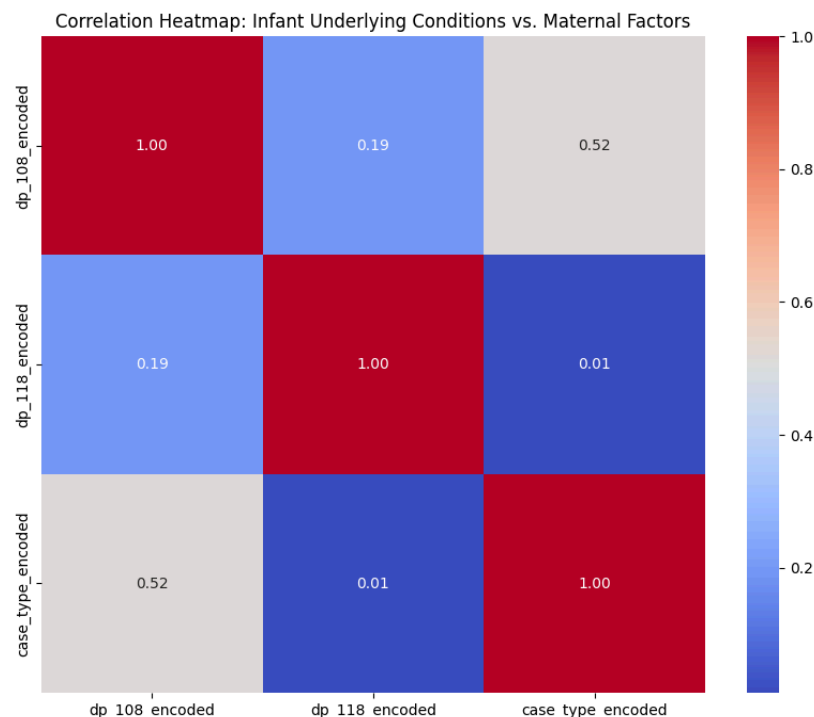 Correlation Heatmap: Infant Underlying Conditions vs. Maternal Factors
dp_108_encoded
1.00
0.19
0.52
dp_118_encoded
0.19
1.00
0.01
case_type_encoded
0.52
0.01
1.00
dp_108_encoded
dp_118_encoded
case_type_encoded
1.0
0.8
0.6
0.4
0.2